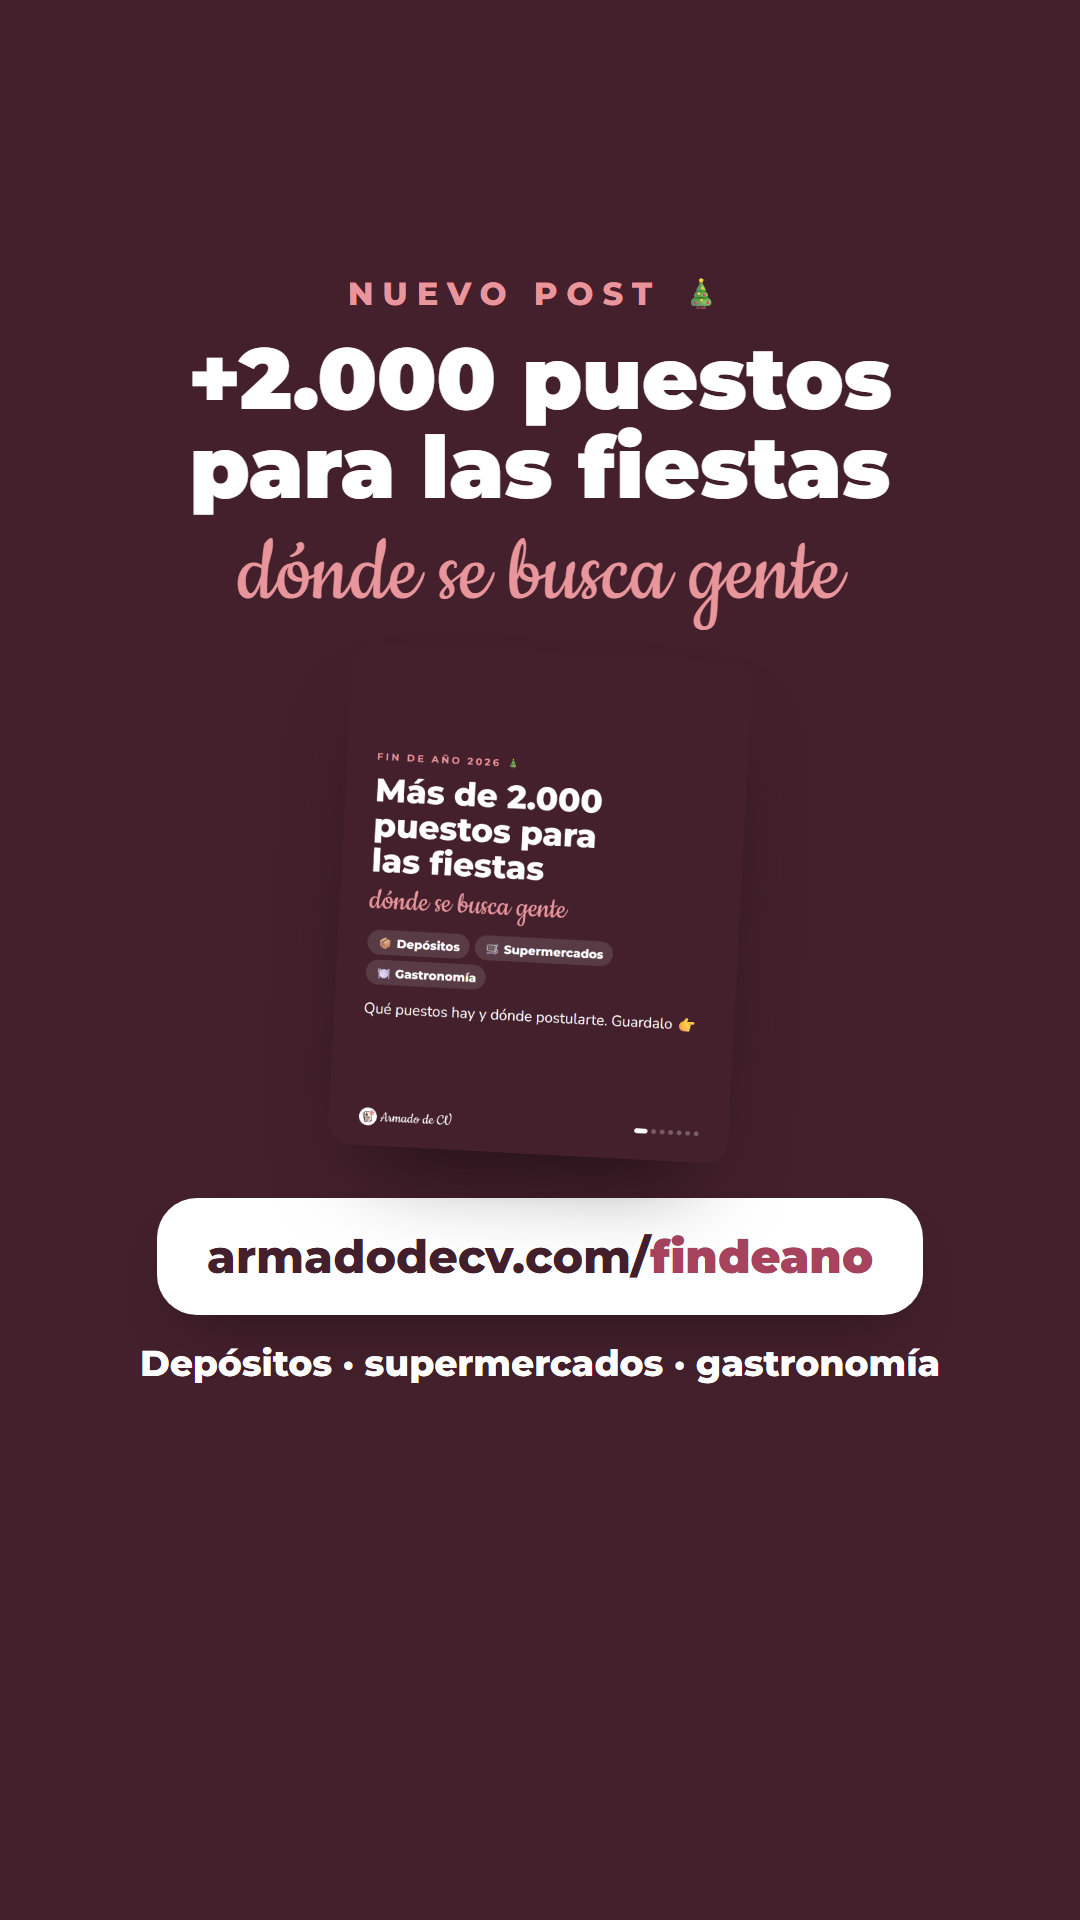 NUEVO POST 🎄
+2.000 puestos
para las fiestas
dónde se busca gente
FIN DE AÑO 2026 🎄
Más de 2.000
puestos para
las fiestas
dónde se busca gente
📦 Depósitos 🛒 Supermercados
🍽️ Gastronomía
Qué puestos hay y dónde postularte. Guardalo 👉
Armado de CV
armadodecv.com/findeano
Depósitos • supermercados • gastronomía